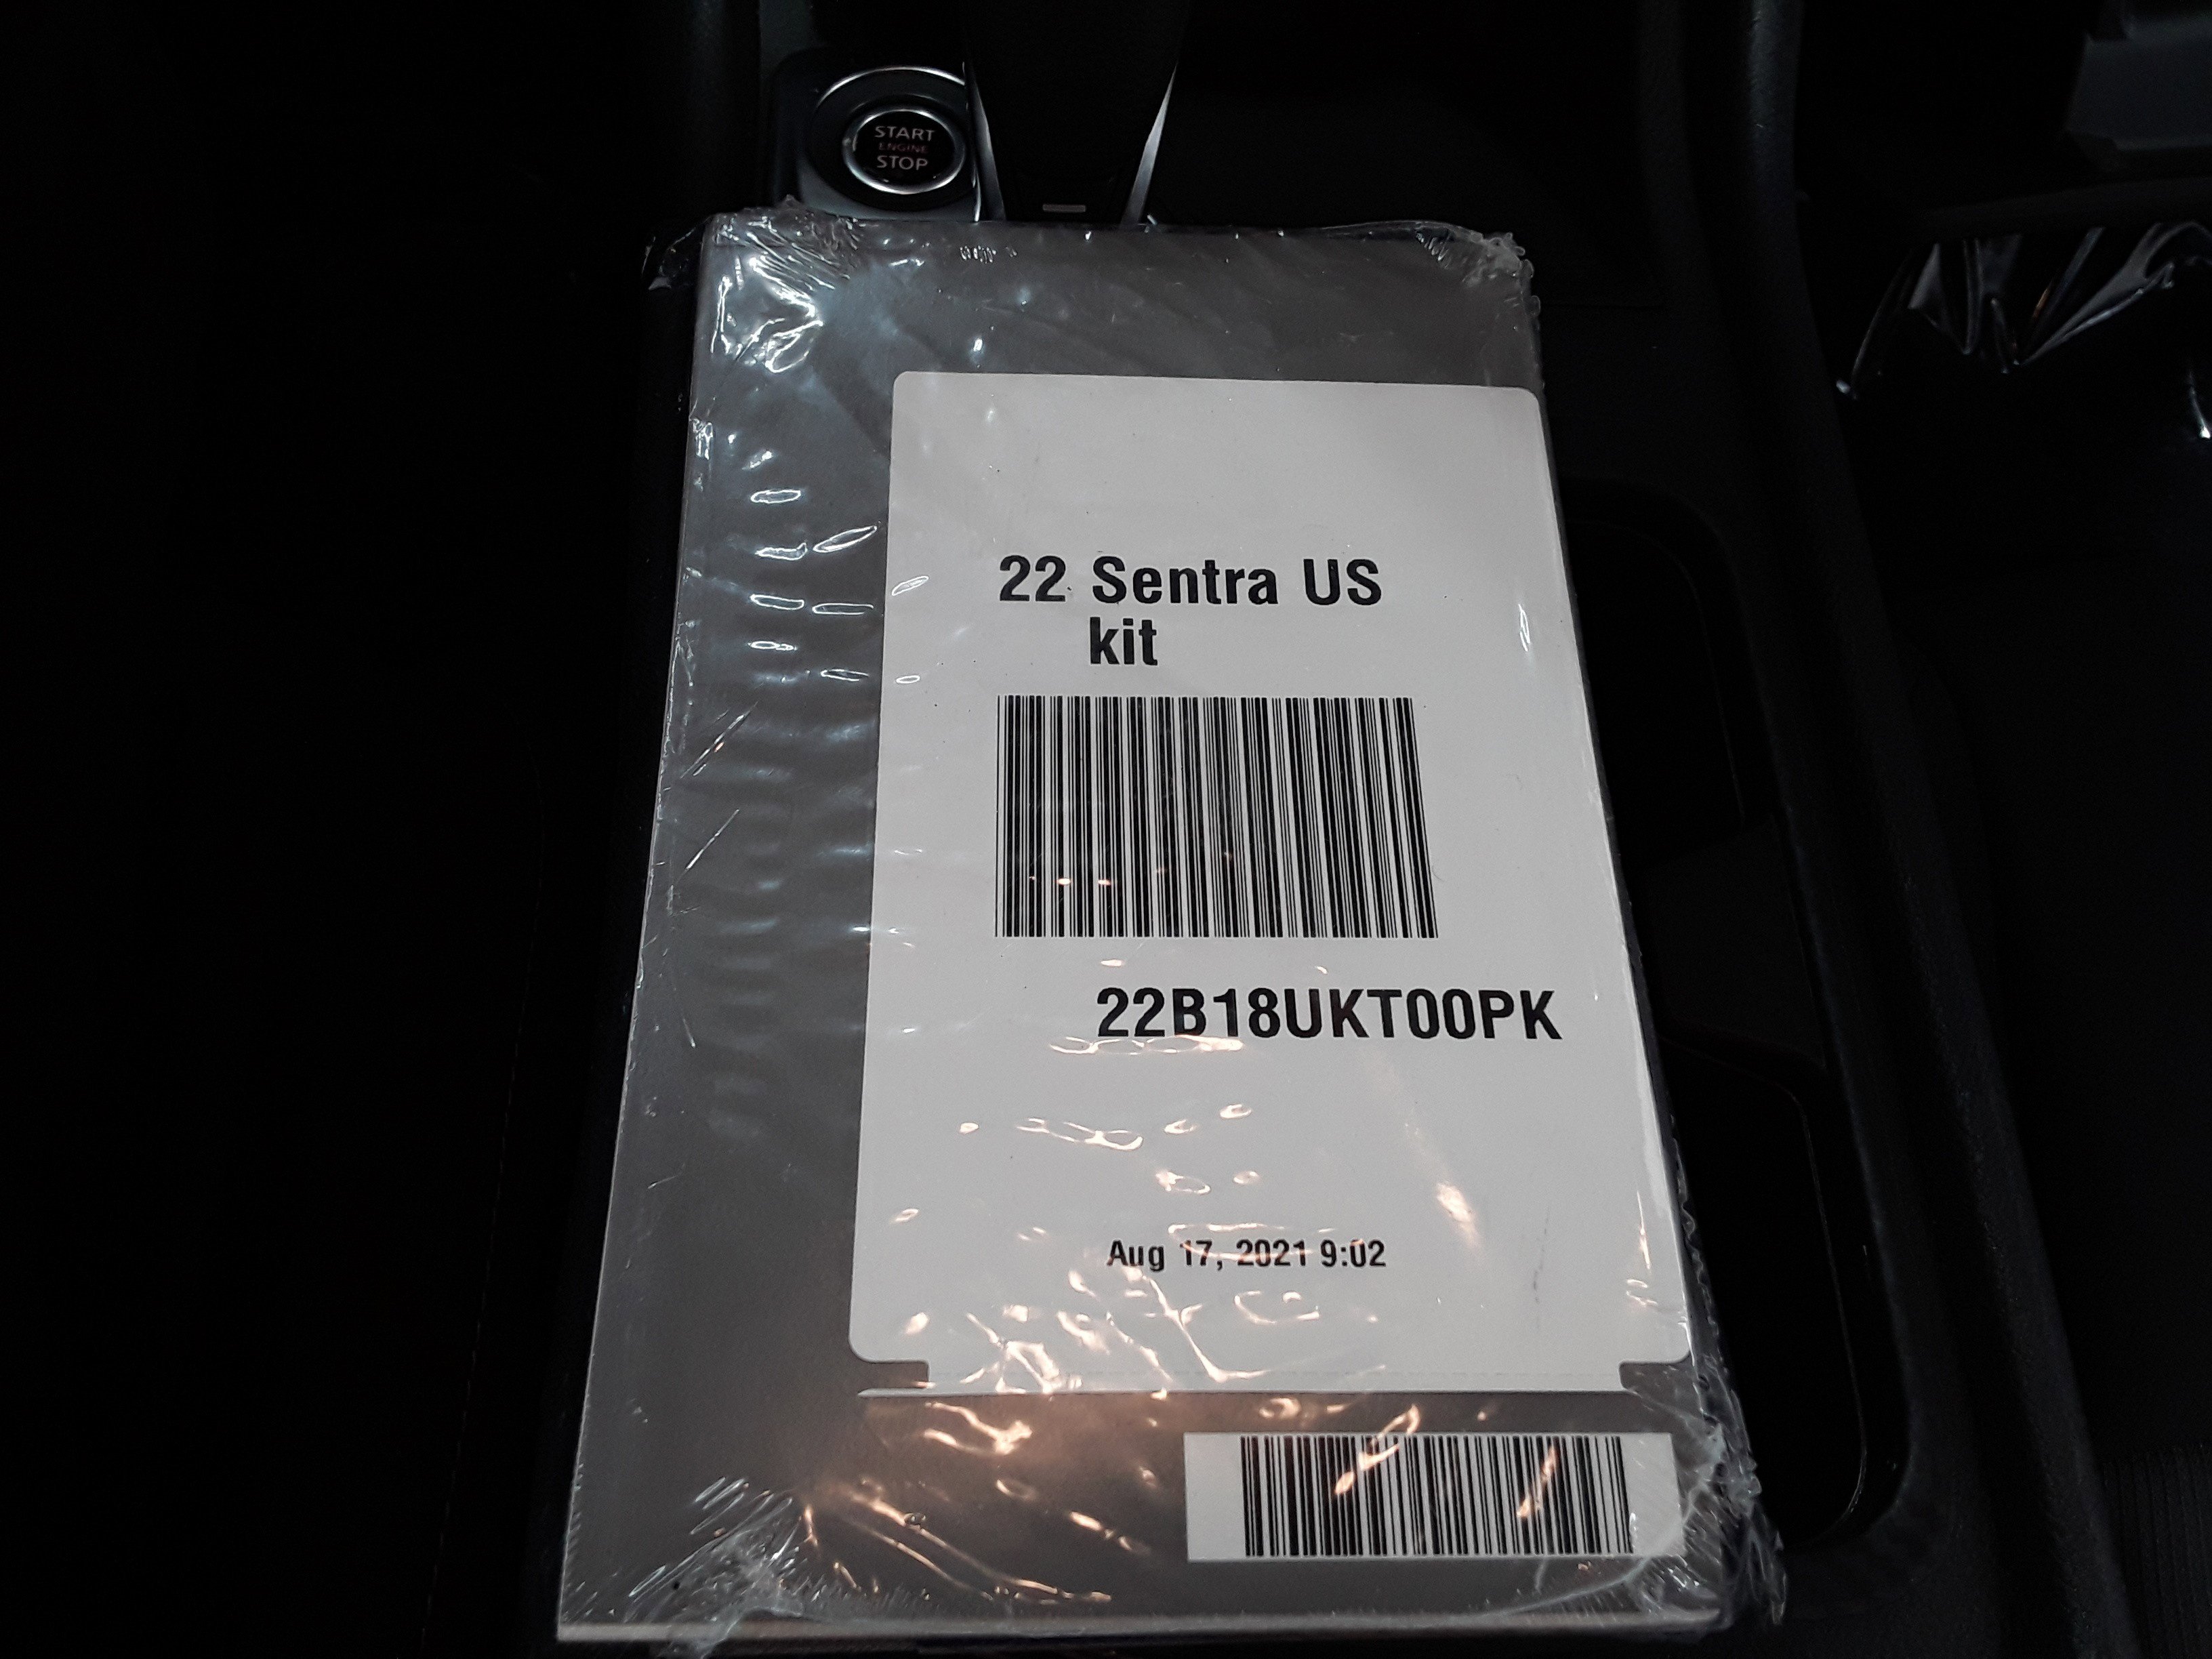 START
ENGINE
STOP
22 Sentra US
kit
22B18UKT00PK
Aug 17, 2021 9:02